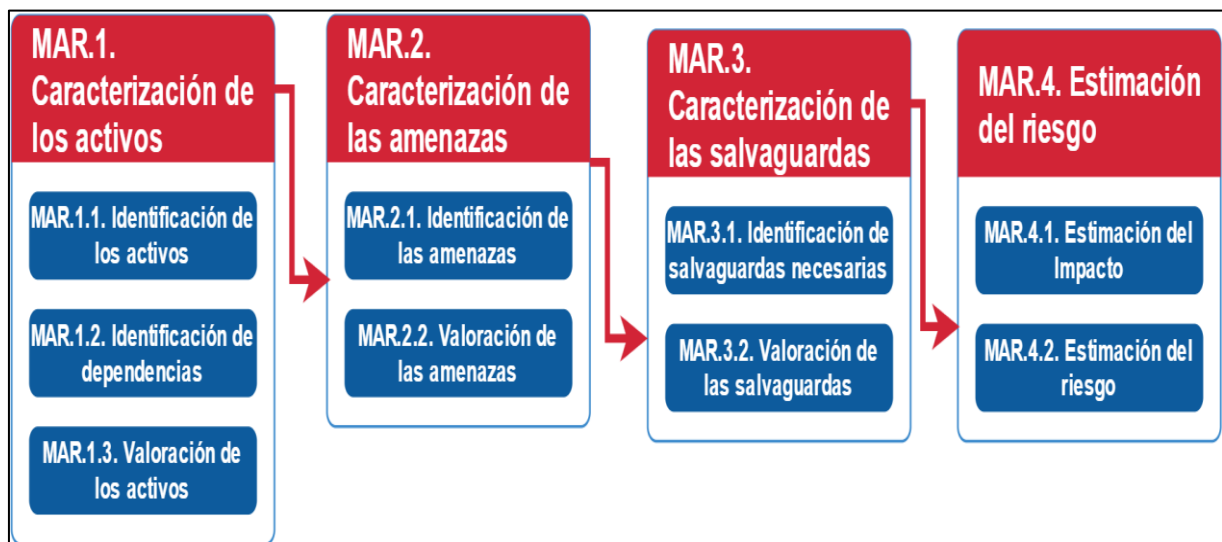 MAR.1.
Caracterización de
los activos
MAR.1.1. Identificación de
los activos
MAR.1.2. Identificación de
dependencias
MAR.1.3. Valoración de
los activos
MAR.2.
Caracterización de
las amenazas
MAR.2.1. Identificación de
las amenazas
MAR.2.2. Valoración de
las amenazas
MAR.3.
Caracterización de
las salvaguardas
MAR.3.1. Identificación de
salvaguardas necesarias
MAR.3.2. Valoración de
las salvaguardas
MAR.4. Estimación
del riesgo
MAR.4.1. Estimación del
Impacto
MAR.4.2. Estimación del
riesgo